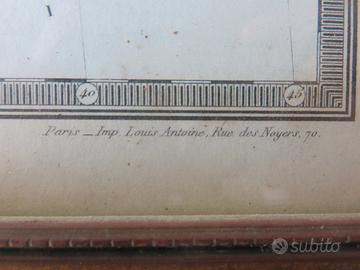 40 45
Paris _ Imp. Louis Antoine, Rue des Noyers, 70.
subito